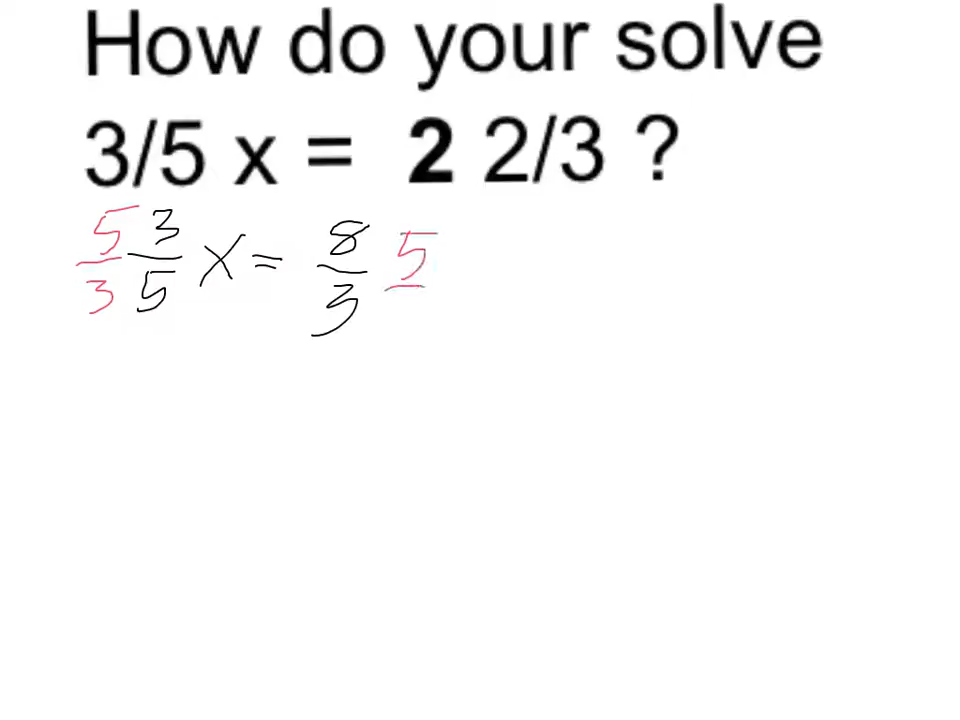 How do your solve
3/5 x = 2 2/3 ?
5/3 3/5 x = 8/3 5